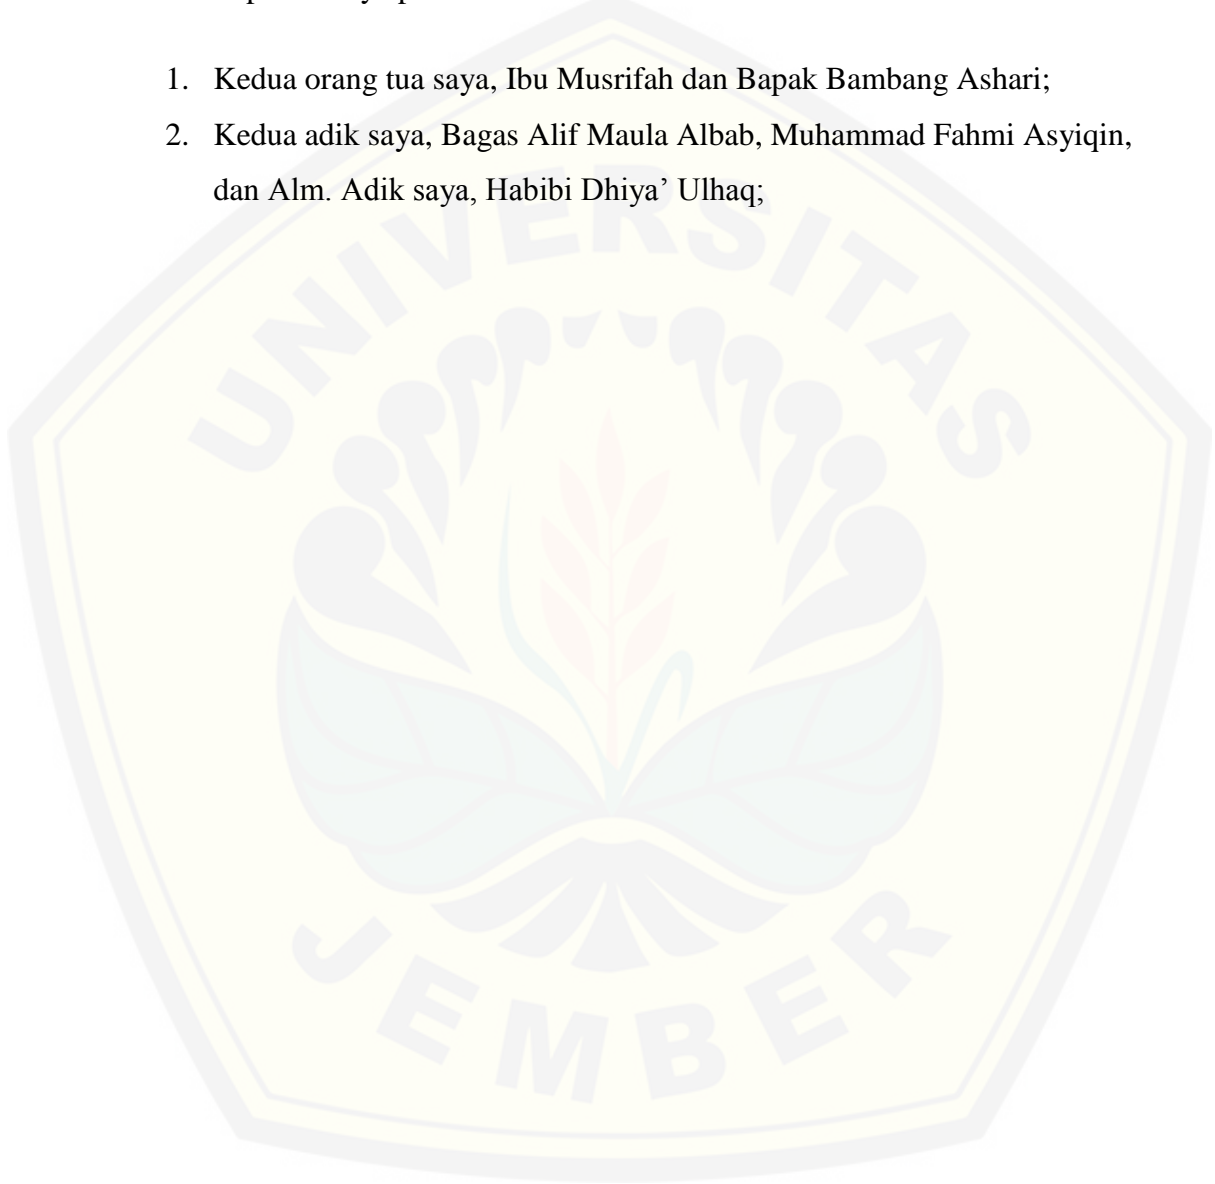 1. Kedua orang tua saya, Ibu Musrifah dan Bapak Bambang Ashari;
2. Kedua adik saya, Bagas Alif Maula Albab, Muhammad Fahmi Asyiqin,
dan Alm. Adik saya, Habibi Dhiya’ Ulhaq;
UNIVERSITAS
JEMBER